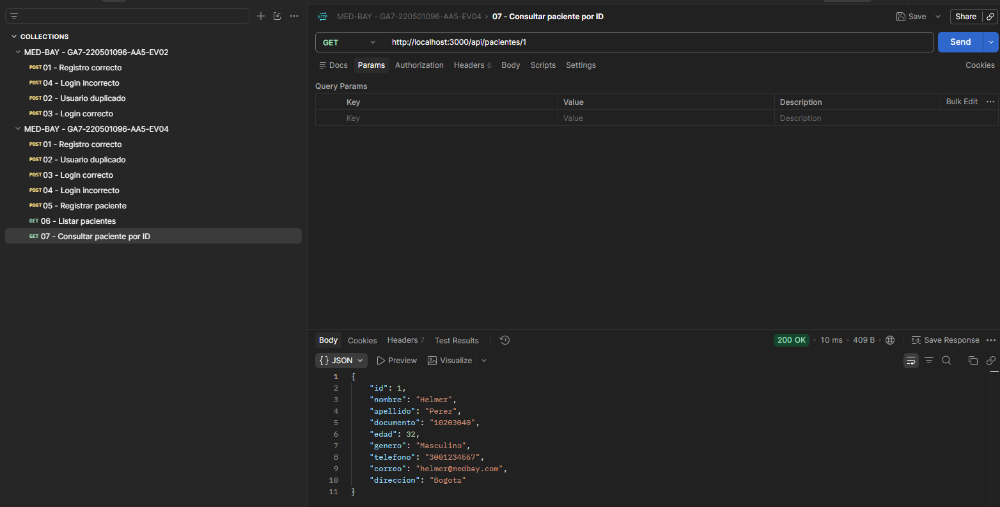 COLLECTIONS
MED-BAY - GA7-220501096-AA5-EV02
POST 01 - Registro correcto
POST 04 - Login incorrecto
POST 02 - Usuario duplicado
POST 03 - Login correcto
MED-BAY - GA7-220501096-AA5-EV04
POST 01 - Registro correcto
POST 02 - Usuario duplicado
POST 03 - Login correcto
POST 04 - Login incorrecto
POST 05 - Registrar paciente
GET 06 - Listar pacientes
GET 07 - Consultar paciente por ID
HTTP MED-BAY - GA7-220501096-AA5-EV04 > 07 - Consultar paciente por ID Save Share
GET http://localhost:3000/api/pacientes/1 Send
Docs Params Authorization Headers 6 Body Scripts Settings Cookies
Query Params
Key Value Description Bulk Edit
Key Value Description
Body Cookies Headers 7 Test Results 200 OK 10 ms 409 B e.g. Save Response
{} JSON Preview Visualize
1 {
2 "id": 1,
3 "nombre": "Helmer",
4 "apellido": "Perez",
5 "documento": "10203040",
6 "edad": 32,
7 "genero": "Masculino",
8 "telefono": "3001234567",
9 "correo": "helmer@medbay.com",
10 "direccion": "Bogota"
11 }